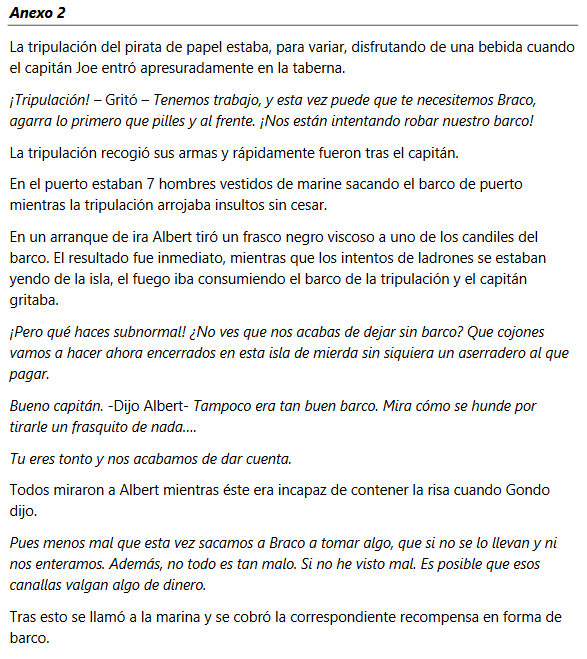 Anexo 2
La tripulación del pirata de papel estaba, para variar, disfrutando de una bebida cuando
el capitán Joe entró apresuradamente en la taberna.
¡Tripulación! – Gritó – Tenemos trabajo, y esta vez puede que te necesitemos Braco,
agarra lo primero que pilles y al frente. ¡Nos están intentando robar nuestro barco!
La tripulación recogió sus armas y rápidamente fueron tras el capitán.
En el puerto estaban 7 hombres vestidos de marine sacando el barco de puerto
mientras la tripulación arrojaba insultos sin cesar.
En un arranque de ira Albert tiró un frasco negro viscoso a uno de los candiles del
barco. El resultado fue inmediato, mientras que los intentos de ladrones se estaban
yendo de la isla, el fuego iba consumiendo el barco de la tripulación y el capitán
gritaba.
¡Pero qué haces subnormal! ¿No ves que nos acabas de dejar sin barco? Que cojones
vamos a hacer ahora encerrados en esta isla de mierda sin siquiera un aserradero al que
pagar.
Bueno capitán. -Dijo Albert- Tampoco era tan buen barco. Mira cómo se hunde por
tirarle un frasquito de nada....
Tu eres tonto y nos acabamos de dar cuenta.
Todos miraron a Albert mientras éste era incapaz de contener la risa cuando Gondo
dijo.
Pues menos mal que esta vez sacamos a Braco a tomar algo, que si no se lo llevan y ni
nos enteramos. Además, no todo es tan malo. Si no he visto mal. Es posible que esos
canallas valgan algo de dinero.
Tras esto se llamó a la marina y se cobró la correspondiente recompensa en forma de
barco.